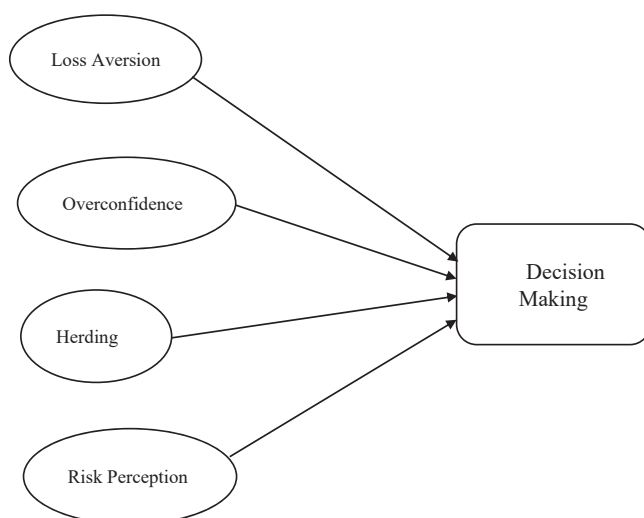 Loss Aversion
Overconfidence
Decision
Making
Herding
Risk Perception